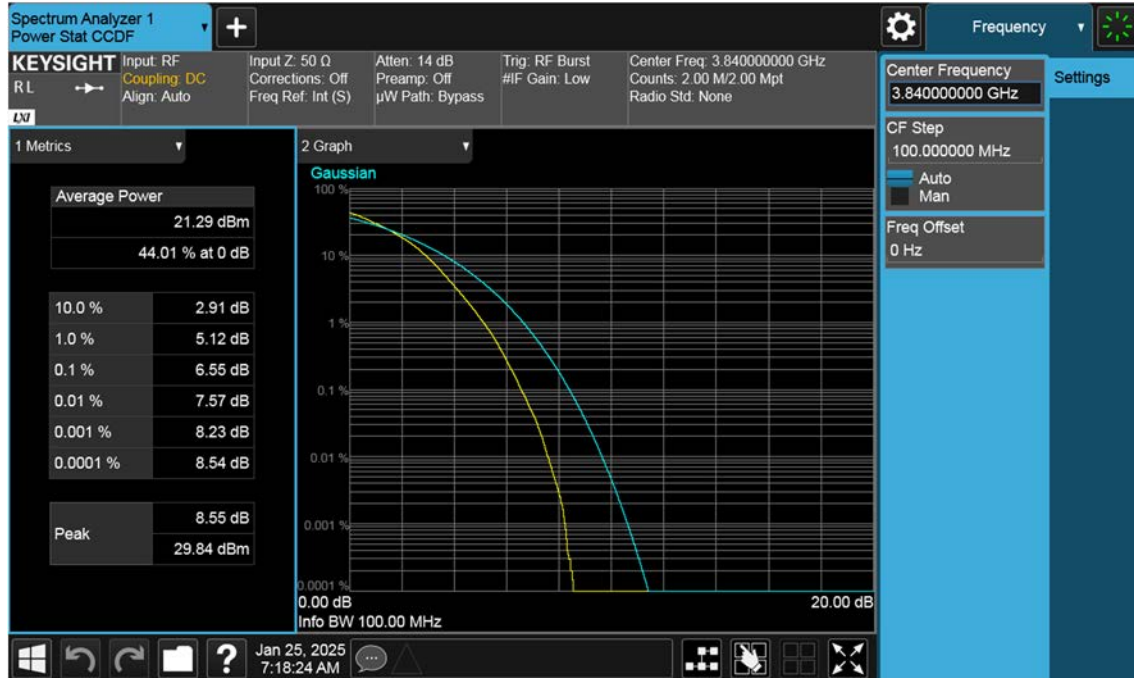 Spectrum Analyzer 1
Power Stat CCDF
Frequency
KEYSIGHT
RL
LXI
Input: RF
Coupling: DC
Align: Auto
Input Z: 50 Ω
Corrections: Off
Freq Ref: Int (S)
Atten: 14 dB
Preamp: Off
µW Path: Bypass
Trig: RF Burst
#IF Gain: Low
Center Freq: 3.840000000 GHz
Counts: 2.00 M/2.00 Mpt
Radio Std: None
Center Frequency
3.840000000 GHz
Settings
CF Step
100.000000 MHz
Auto
Man
Freq Offset
0 Hz
1 Metrics
Average Power
21.29 dBm
44.01 % at 0 dB
10.0 % 2.91 dB
1.0 % 5.12 dB
0.1 % 6.55 dB
0.01 % 7.57 dB
0.001 % 8.23 dB
0.0001 % 8.54 dB
Peak
8.55 dB
29.84 dBm
2 Graph
Gaussian
100 %
10 %
1 %
0.1 %
0.01 %
0.001 %
0.0001 %
0.00 dB 20.00 dB
Info BW 100.00 MHz
?
Jan 25, 2025
7:18:24 AM